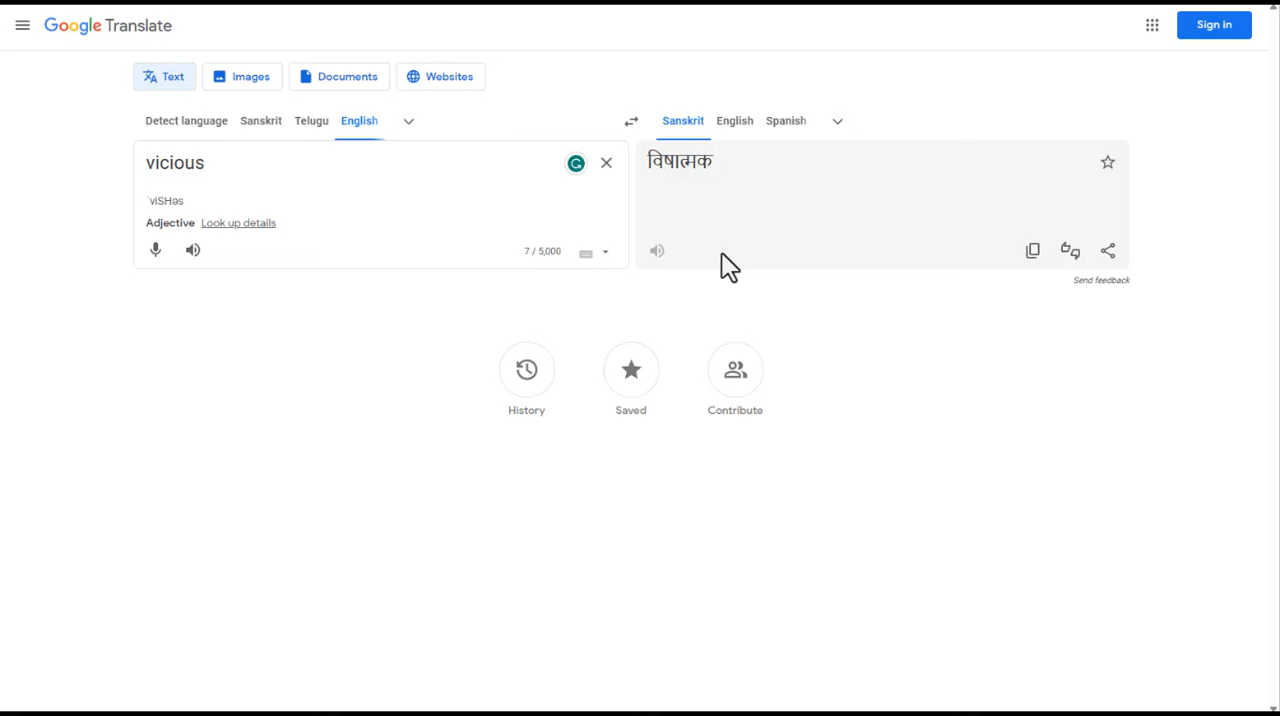 Google Translate
Sign in
Text
Images
Documents
Websites
Detect language Sanskrit Telugu English
Sanskrit English Spanish
vicious
विषात्मक
ˈviSHəs
Adjective Look up details
7 / 5,000
Send feedback
History
Saved
Contribute